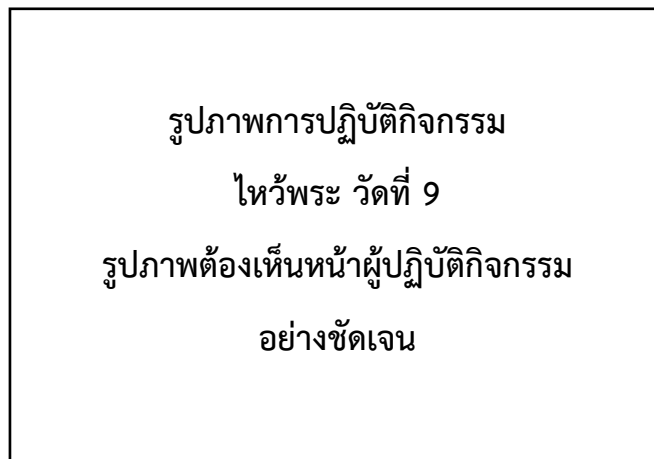 รูปภาพการปฏิบัติกิจกรรม
ไหว้พระ วัดที่ 9
รูปภาพต้องเห็นหน้าผู้ปฏิบัติกิจกรรม
อย่างชัดเจน